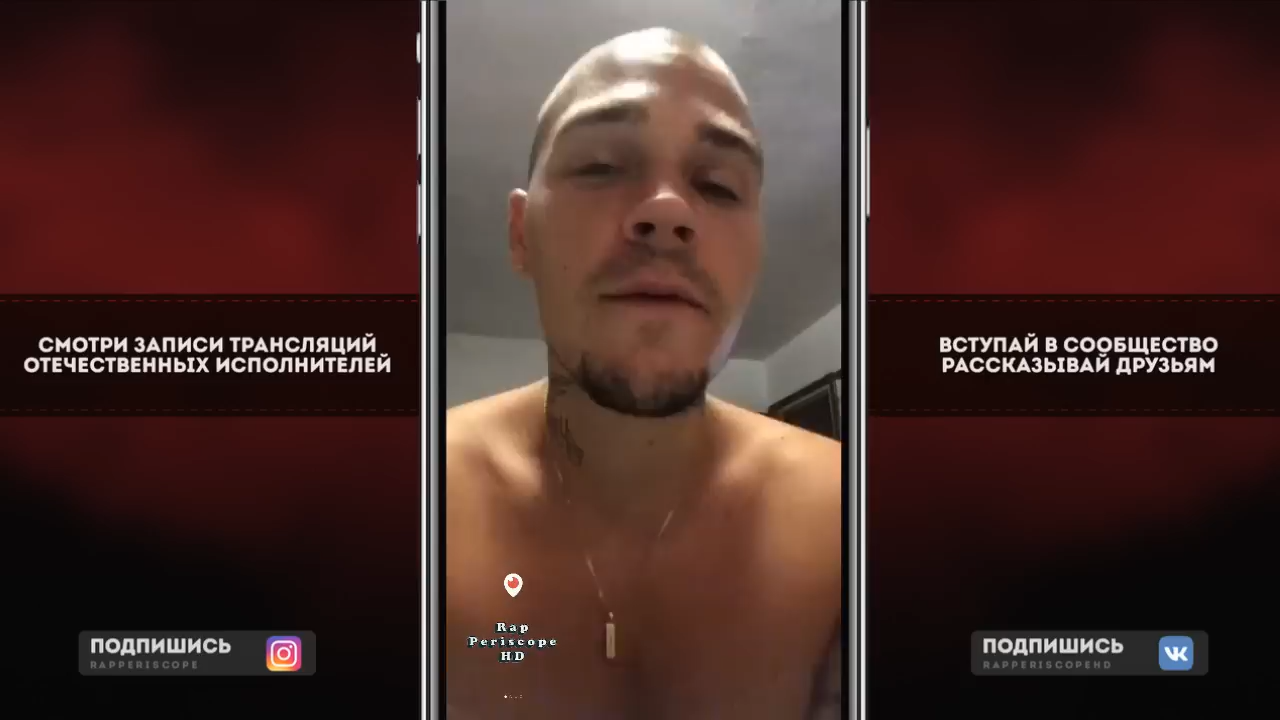 СМОТРИ ЗАПИСИ ТРАНСЛЯЦИЙ
ОТЕЧЕСТВЕННЫХ ИСПОЛНИТЕЛЕЙ
ВСТУПАЙ В СООБЩЕСТВО
РАССКАЗЫВАЙ ДРУЗЬЯМ
Rap
Periscope
HD
ПОДПИШИСЬ
RAPPERISCOPE
ПОДПИШИСЬ
RAPPERISCOPEHD